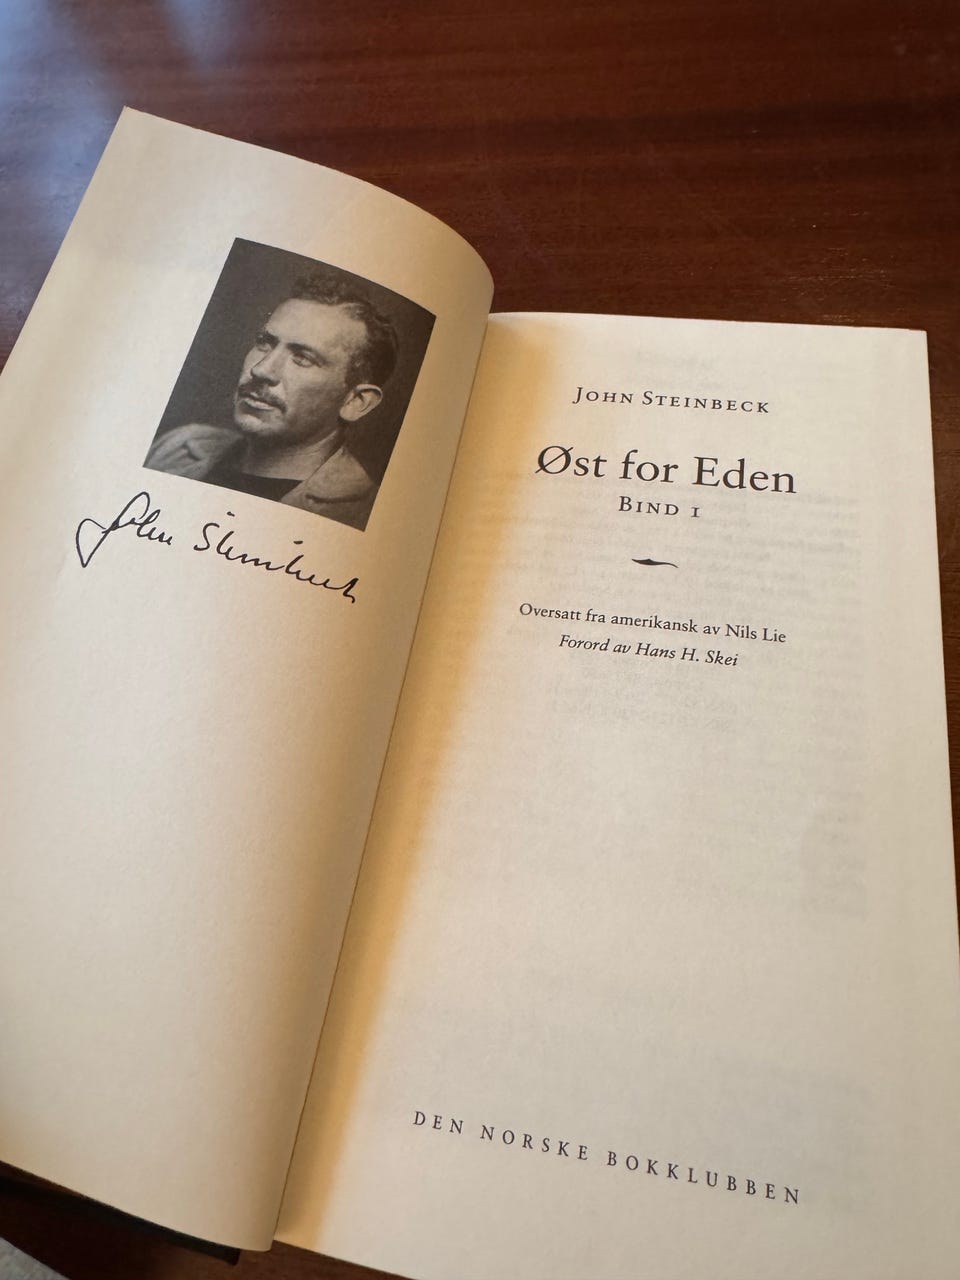 John Steinbeck
JOHN STEINBECK
Øst for Eden
BIND I
Oversatt fra amerikansk av Nils Lie
Forord av Hans H. Skei
DEN NORSKE BOKKLUBBEN